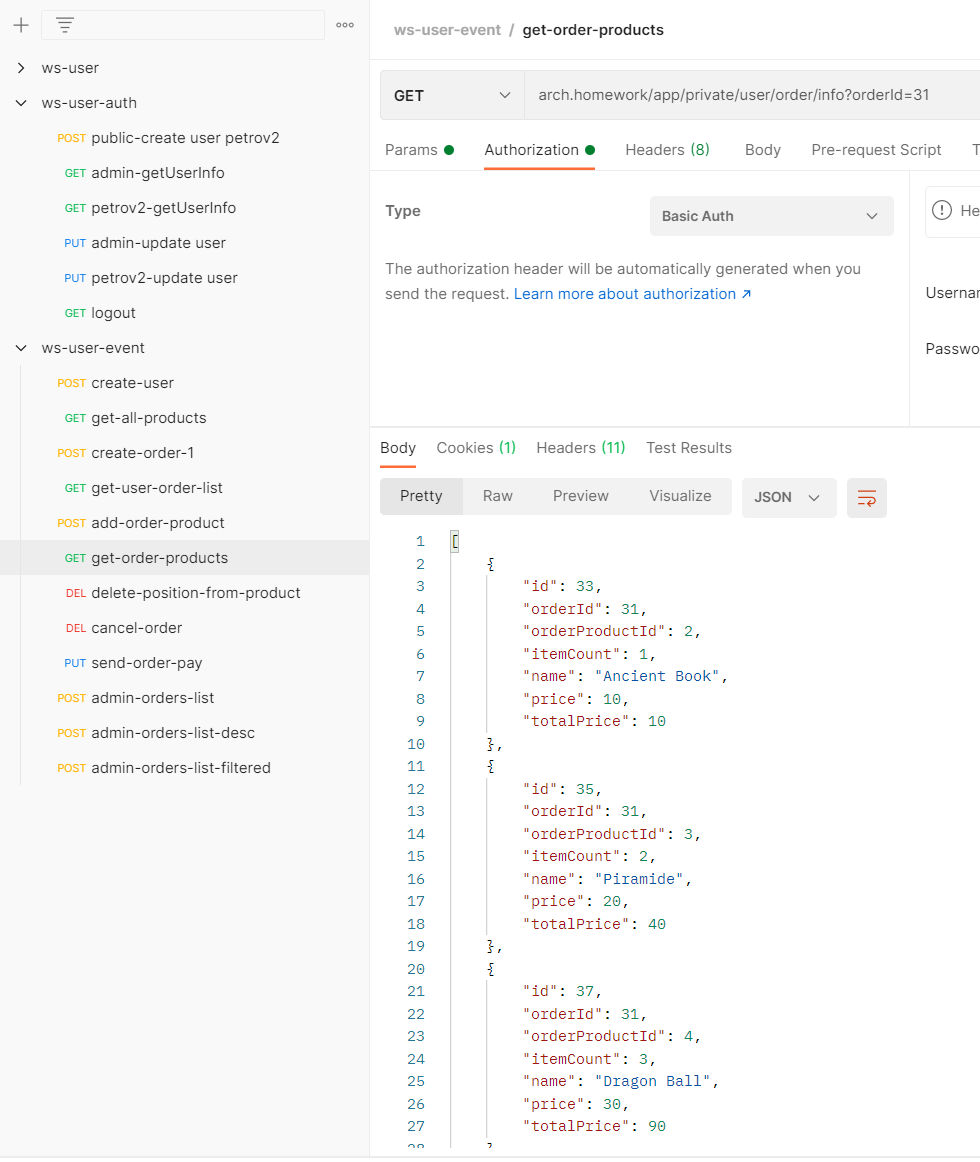 ws-user
ws-user-auth
POST public-create user petrov2
GET admin-getUserInfo
GET petrov2-getUserInfo
PUT admin-update user
PUT petrov2-update user
GET logout
ws-user-event
POST create-user
GET get-all-products
POST create-order-1
GET get-user-order-list
POST add-order-product
GET get-order-products
DEL delete-position-from-product
DEL cancel-order
PUT send-order-pay
POST admin-orders-list
POST admin-orders-list-desc
POST admin-orders-list-filtered
ws-user-event / get-order-products
GET arch.homework/app/private/user/order/info?orderId=31
Params Authorization Headers (8) Body Pre-request Script T
Type Basic Auth
The authorization header will be automatically generated when you
send the request. Learn more about authorization ↗
He
Usernar
Passwo
Body Cookies (1) Headers (11) Test Results
Pretty Raw Preview Visualize JSON
1 [
2 {
3 "id": 33,
4 "orderId": 31,
5 "orderProductId": 2,
6 "itemCount": 1,
7 "name": "Ancient Book",
8 "price": 10,
9 "totalPrice": 10
10 },
11 {
12 "id": 35,
13 "orderId": 31,
14 "orderProductId": 3,
15 "itemCount": 2,
16 "name": "Piramide",
17 "price": 20,
18 "totalPrice": 40
19 },
20 {
21 "id": 37,
22 "orderId": 31,
23 "orderProductId": 4,
24 "itemCount": 3,
25 "name": "Dragon Ball",
26 "price": 30,
27 "totalPrice": 90